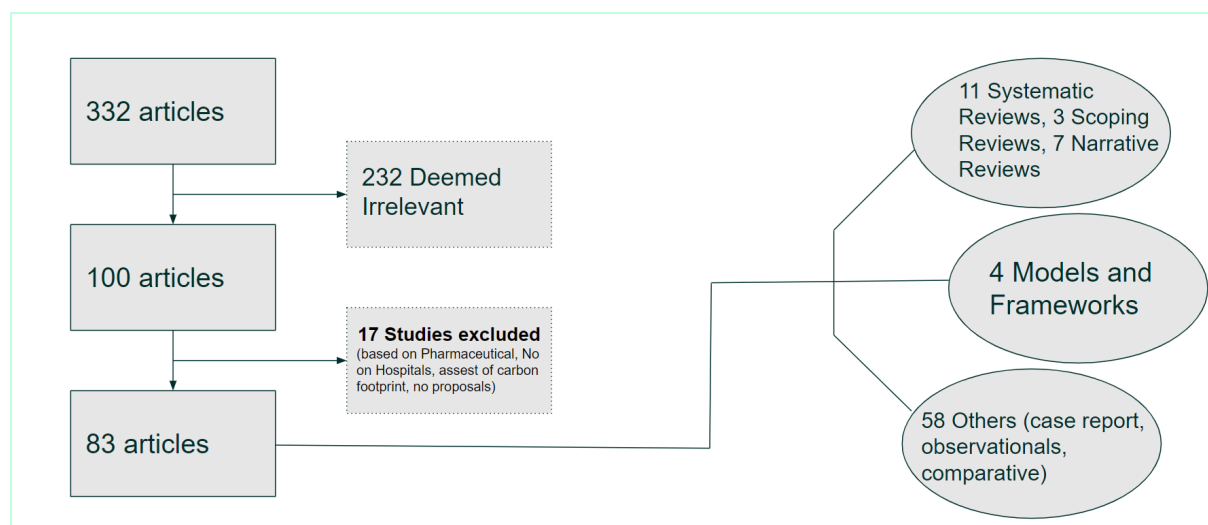 332 articles
232 Deemed
Irrelevant
100 articles
17 Studies excluded
(based on Pharmaceutical, No
on Hospitals, assest of carbon
footprint, no proposals)
83 articles
11 Systematic
Reviews, 3 Scoping
Reviews, 7 Narrative
Reviews
4 Models and
Frameworks
58 Others (case report,
observationals,
comparative)